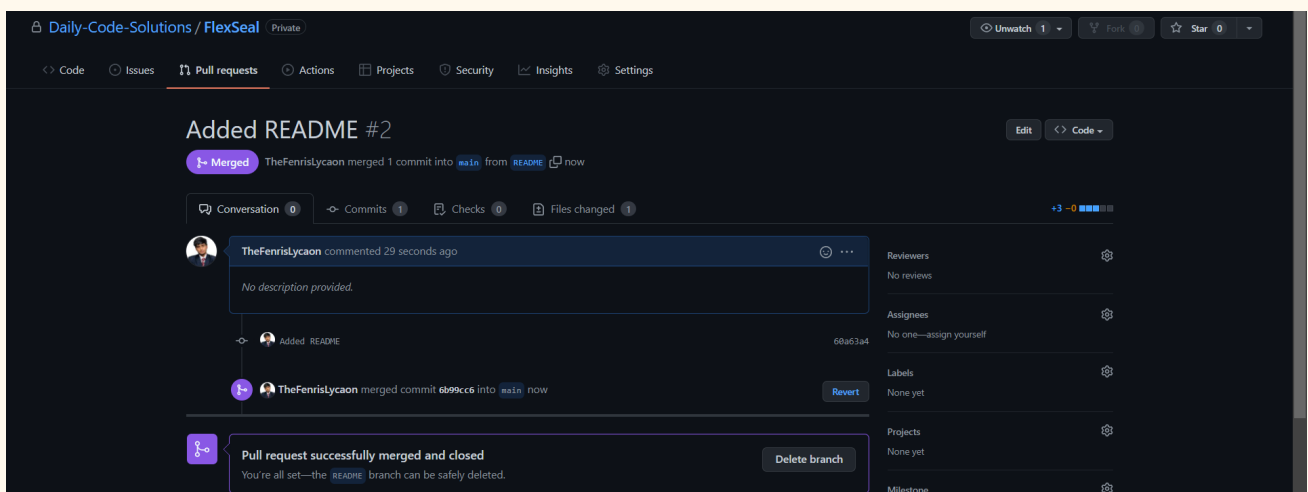 Daily-Code-Solutions / FlexSeal Private
Unwatch 1 Fork 0 Star 0
Code Issues Pull requests Actions Projects Security Insights Settings
Added README #2
Edit Code
Merged TheFenrisLycaon merged 1 commit into main from README now
Conversation 0 Commits 1 Checks 0 Files changed 1
+3 −0
TheFenrisLycaon commented 29 seconds ago
No description provided.
Added README 60a63a4
TheFenrisLycaon merged commit 6b99cc6 into main now
Revert
Pull request successfully merged and closed
You're all set—the README branch can be safely deleted.
Delete branch
Reviewers
No reviews
Assignees
No one—assign yourself
Labels
None yet
Projects
None yet
Milestone